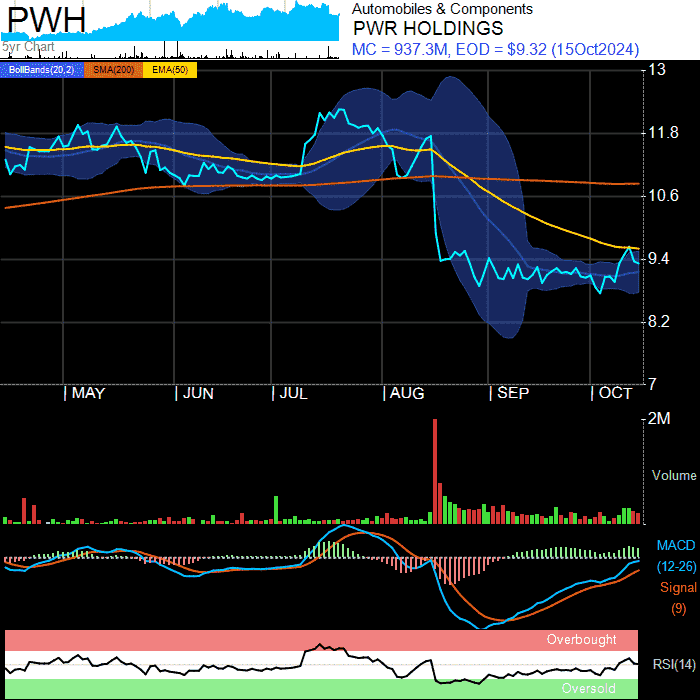 PWH
5yr Chart
Automobiles & Components
PWR HOLDINGS
MC = 937.3M, EOD = $9.32 (15Oct2024)
BollBands(20,2) SMA(200) EMA(50)
13
11.8
10.6
9.4
8.2
7
| MAY | JUN | JUL | AUG | SEP | OCT
2M
Volume
MACD
(12-26)
Signal
(9)
Overbought
RSI(14)
Oversold